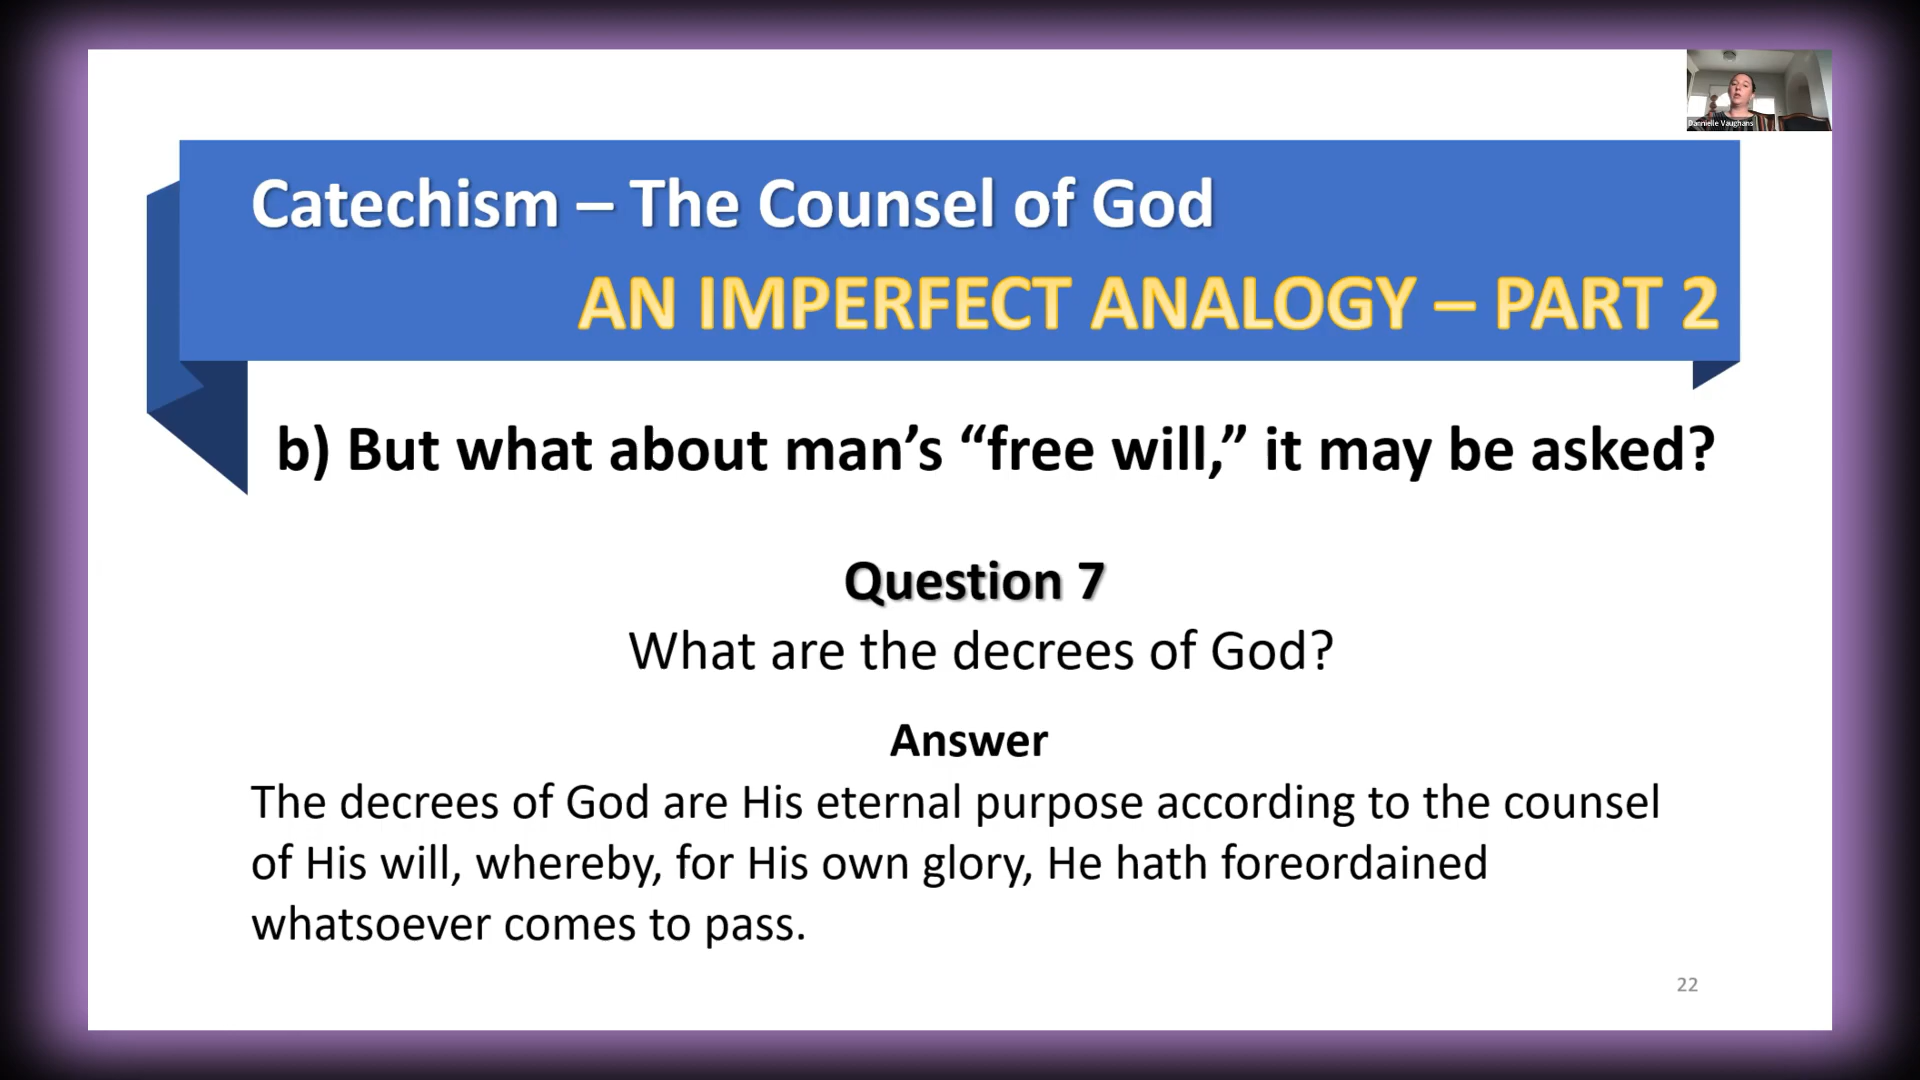 Dannielle Vaughans
Catechism – The Counsel of God
AN IMPERFECT ANALOGY – PART 2
b) But what about man’s “free will,” it may be asked?
Question 7
What are the decrees of God?
Answer
The decrees of God are His eternal purpose according to the counsel
of His will, whereby, for His own glory, He hath foreordained
whatsoever comes to pass.
22